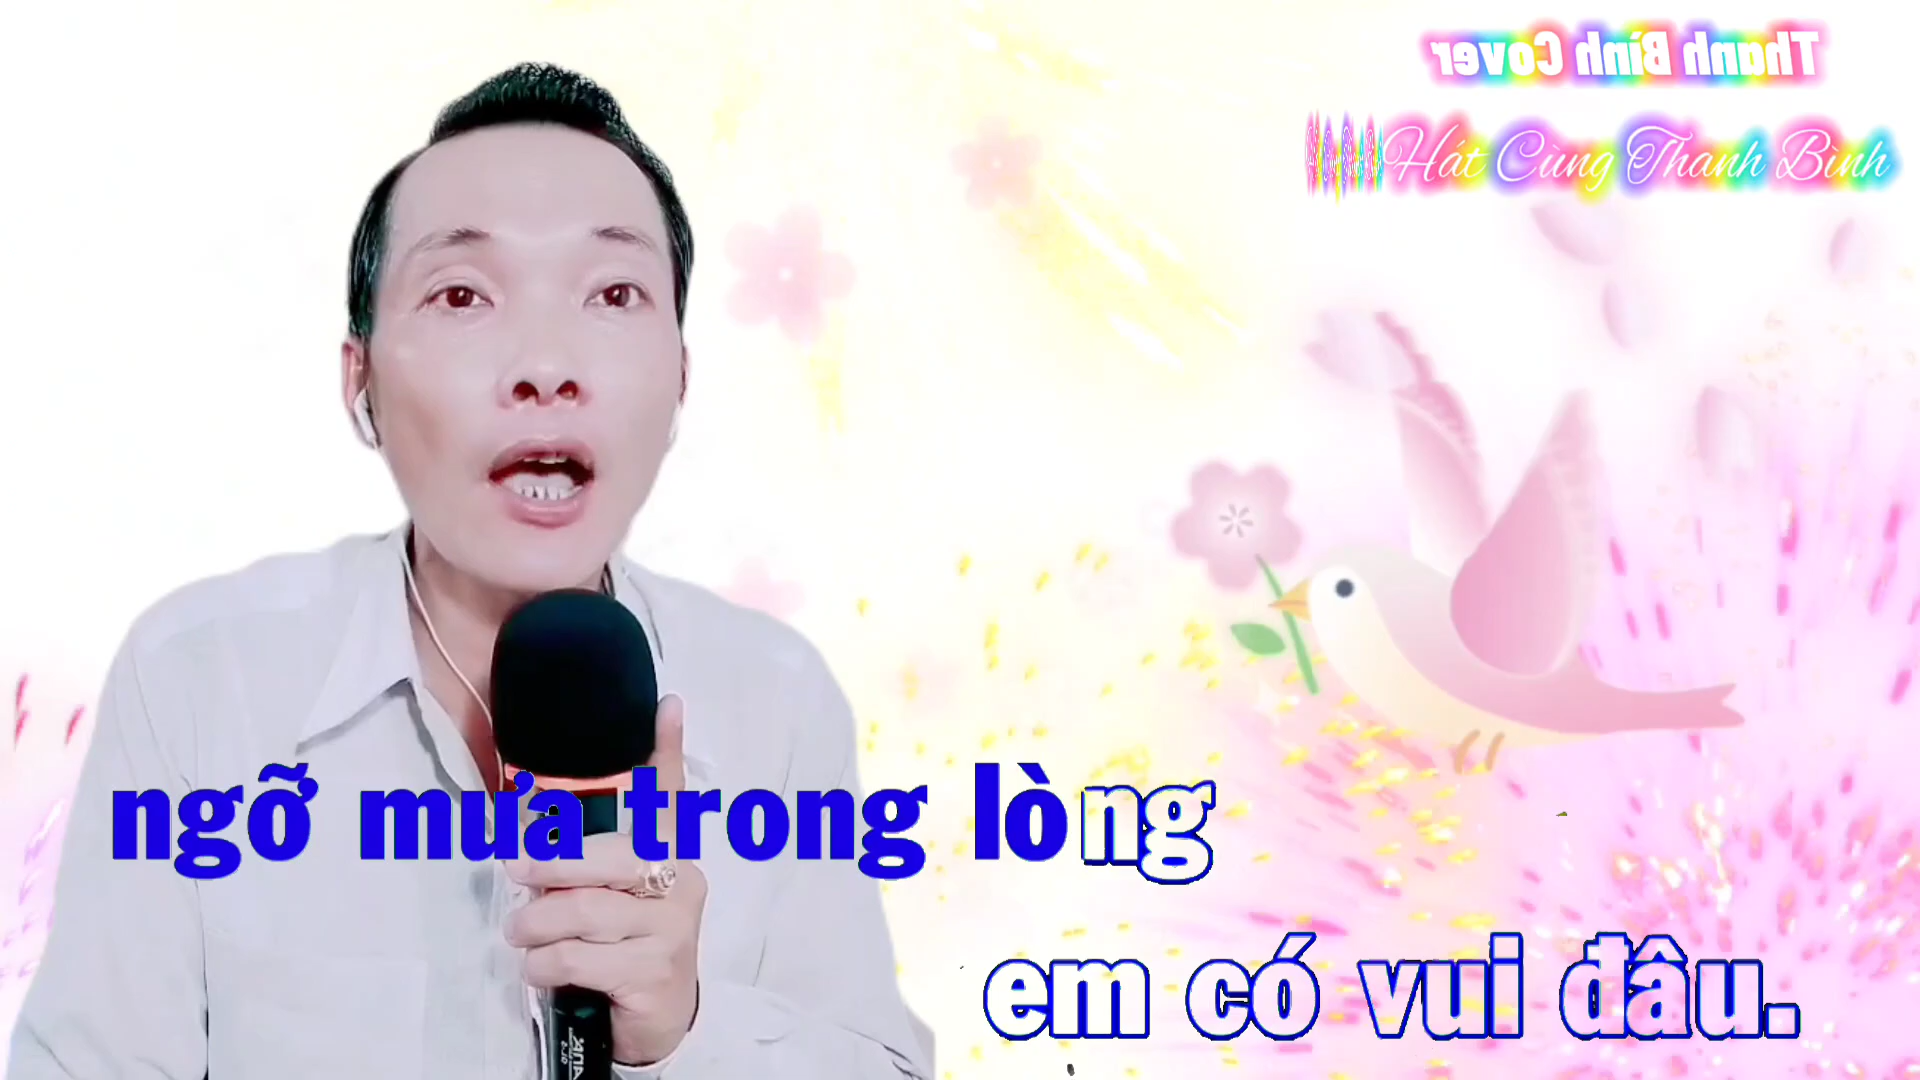 Thanh Bình Cover
Hát Cùng Thanh Bình
ngỡ mưa trong lòng
em có vui đâu.